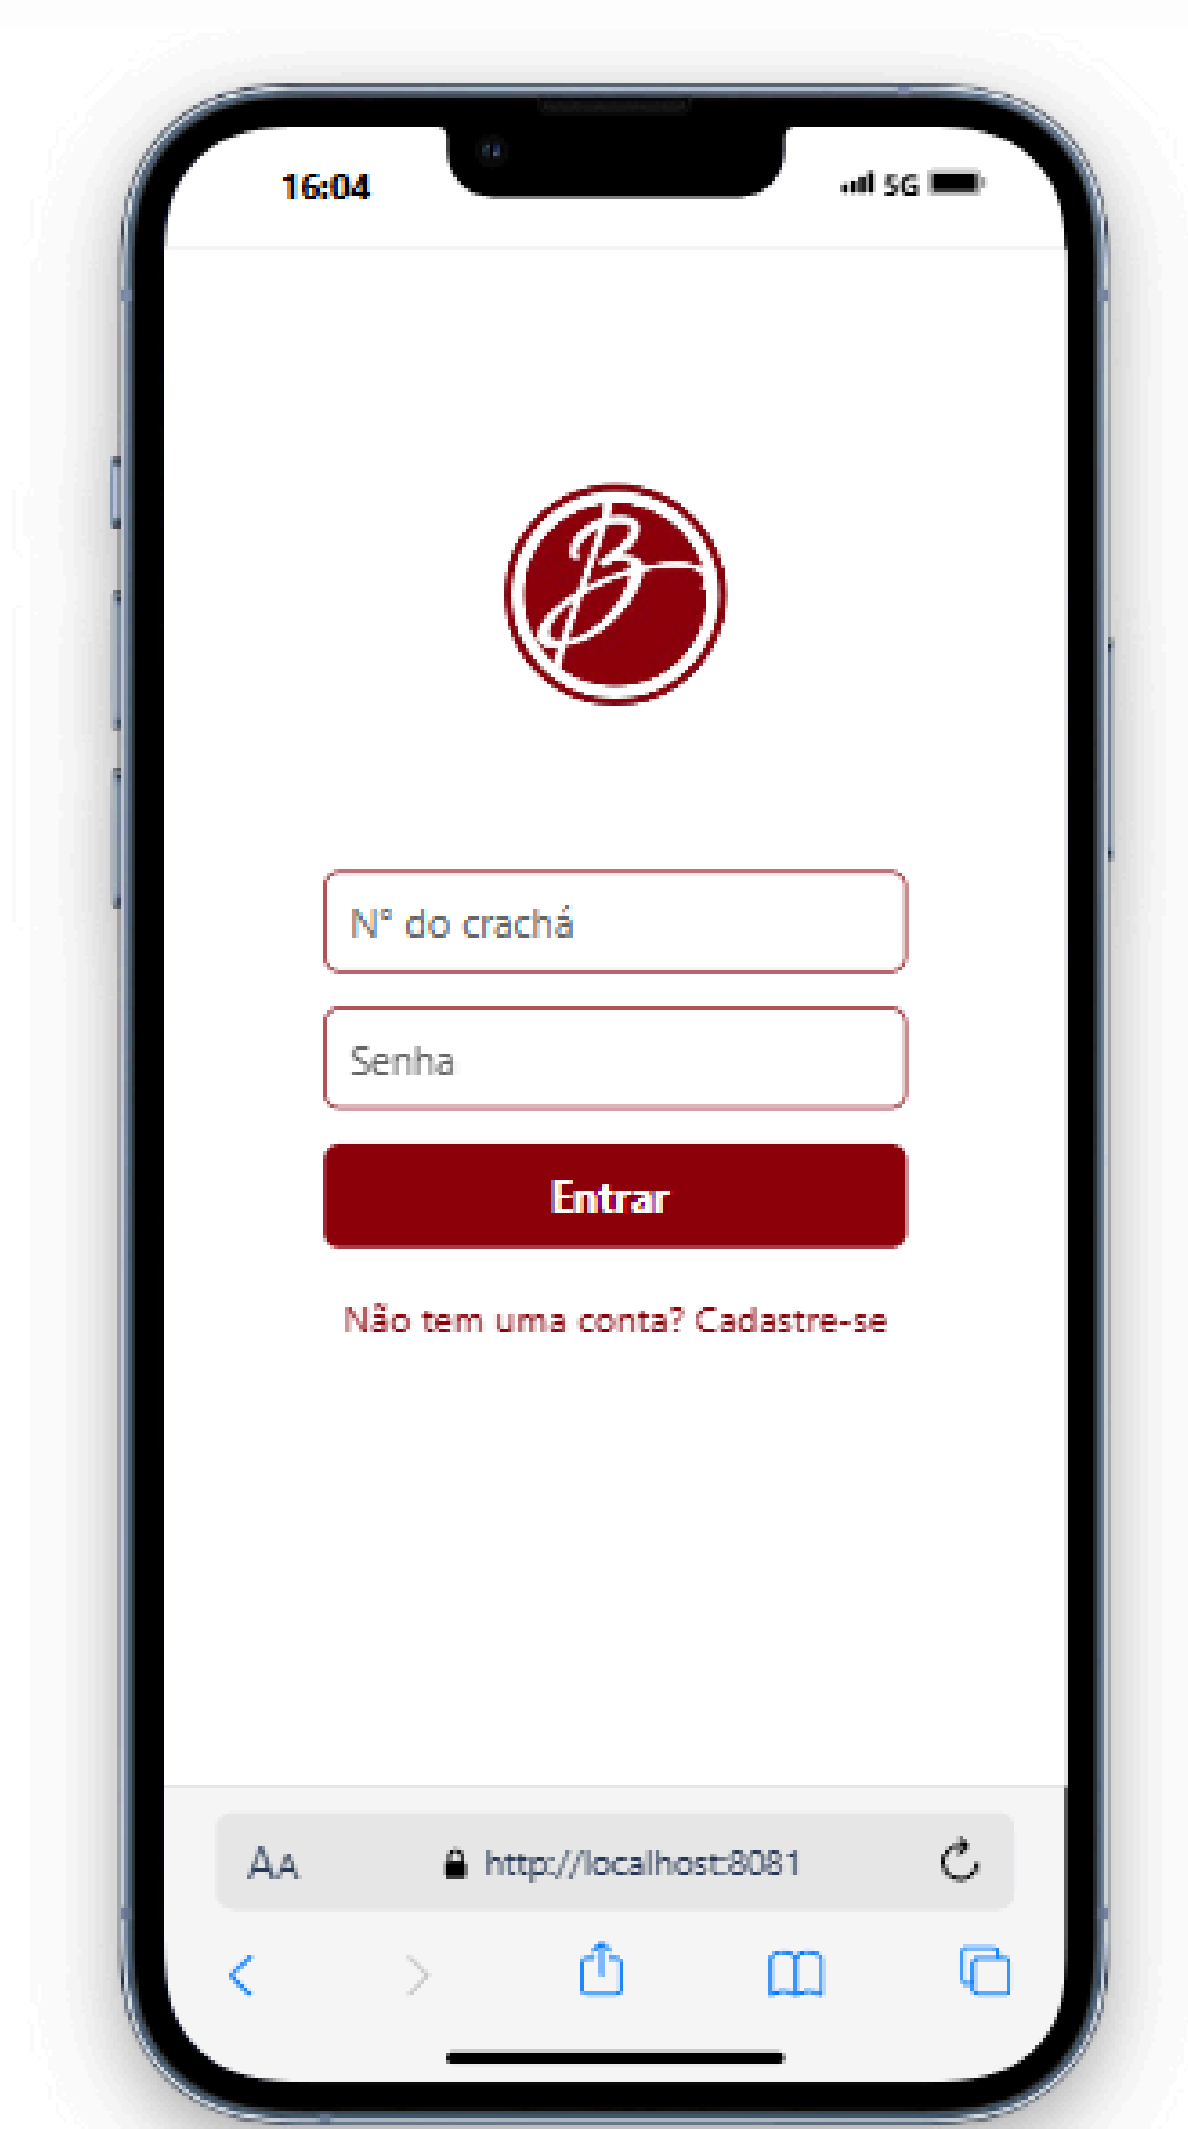 16:04
5G
B
N° do crachá
Senha
Entrar
Não tem uma conta? Cadastre-se
AA
http://localhost:8081